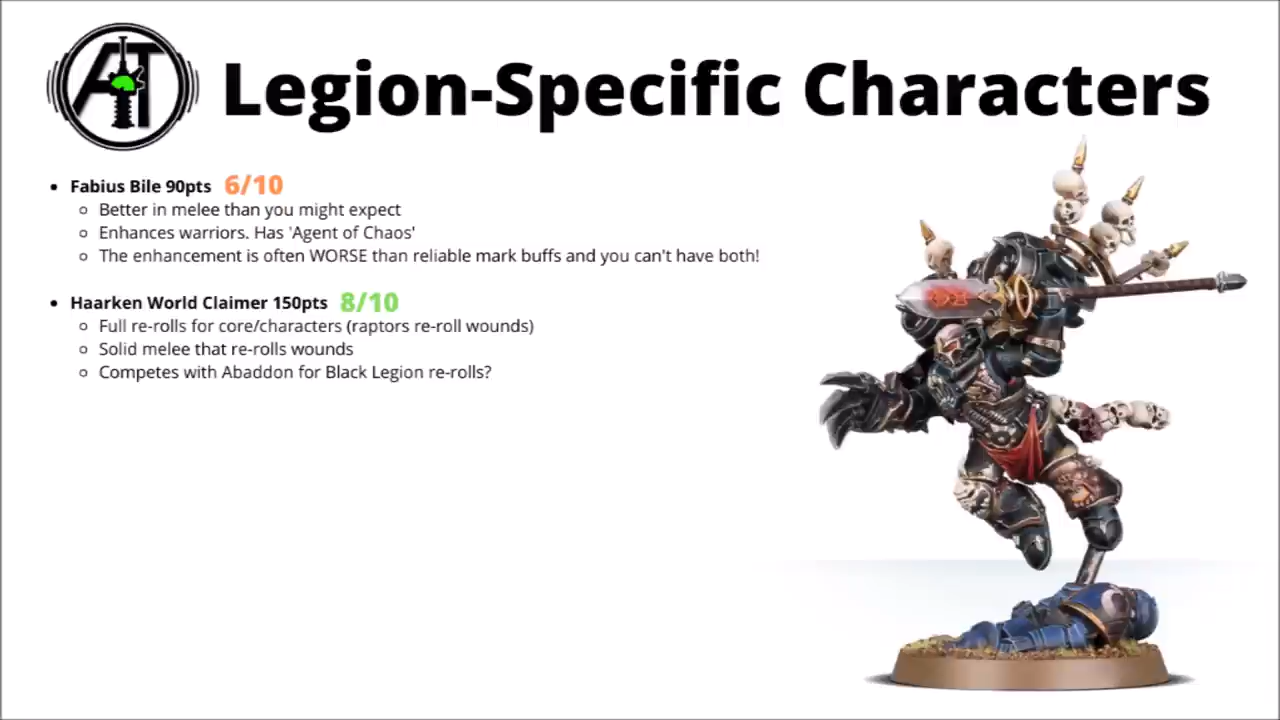 AT
Legion-Specific Characters
• Fabius Bile 90pts 6/10
○ Better in melee than you might expect
○ Enhances warriors. Has 'Agent of Chaos'
○ The enhancement is often WORSE than reliable mark buffs and you can't have both!
• Haarken World Claimer 150pts 8/10
○ Full re-rolls for core/characters (raptors re-roll wounds)
○ Solid melee that re-rolls wounds
○ Competes with Abaddon for Black Legion re-rolls?